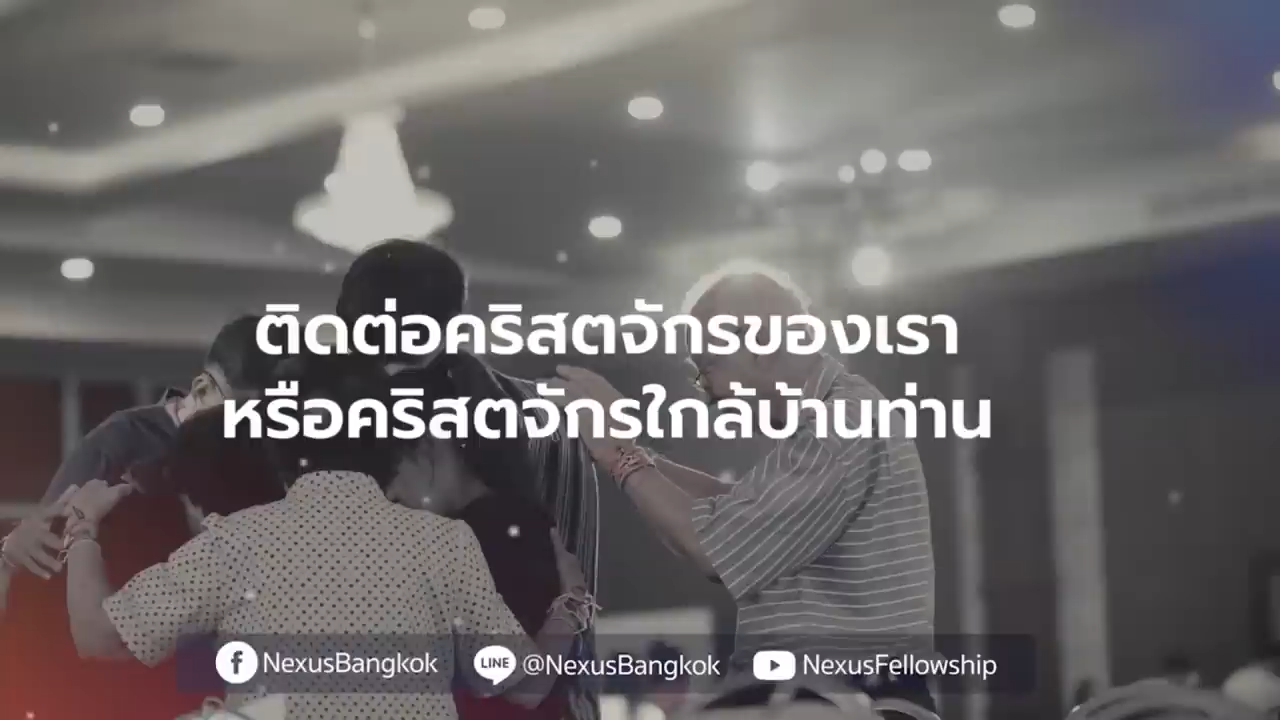 ติดต่อคริสตจักรของเรา
หรือคริสตจักรใกล้บ้านท่าน
NexusBangkok LINE @NexusBangkok NexusFellowship